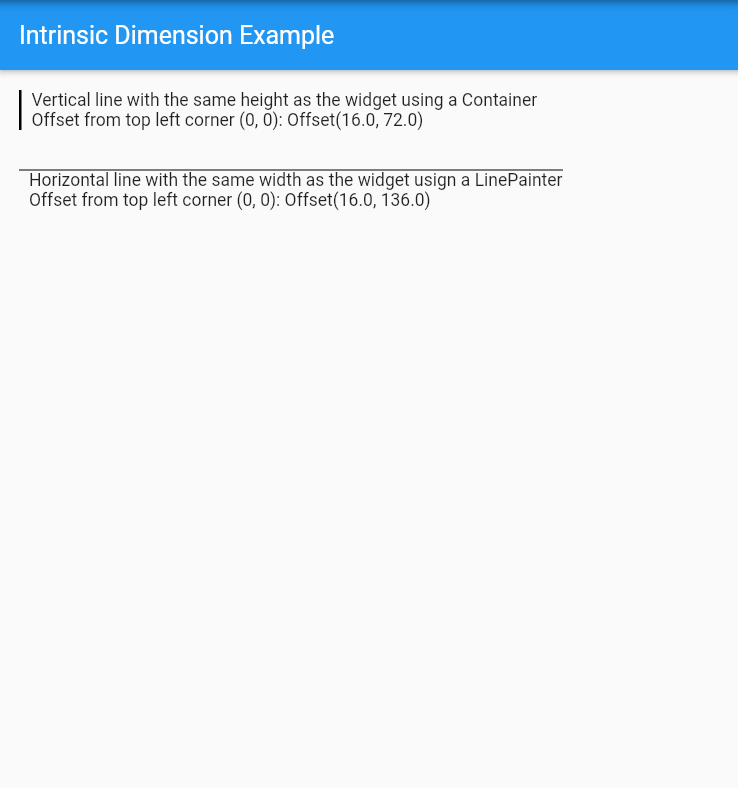 Intrinsic Dimension Example
Vertical line with the same height as the widget using a Container
Offset from top left corner (0, 0): Offset(16.0, 72.0)
Horizontal line with the same width as the widget usign a LinePainter
Offset from top left corner (0, 0): Offset(16.0, 136.0)